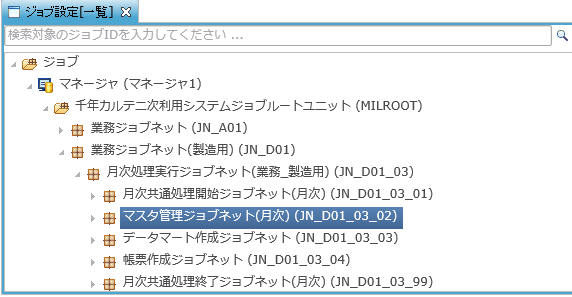 ジョブ設定[一覧]
検索対象のジョブIDを入力してください ...
ジョブ
マネージャ (マネージャ1)
千年カルテ二次利用システムジョブルートユニット (MILROOT)
業務ジョブネット (JN_A01)
業務ジョブネット(製造用) (JN_D01)
月次処理実行ジョブネット(業務_製造用) (JN_D01_03)
月次共通処理開始ジョブネット(月次) (JN_D01_03_01)
マスタ管理ジョブネット(月次) (JN_D01_03_02)
データマート作成ジョブネット (JN_D01_03_03)
帳票作成ジョブネット (JN_D01_03_04)
月次共通処理終了ジョブネット(月次) (JN_D01_03_99)